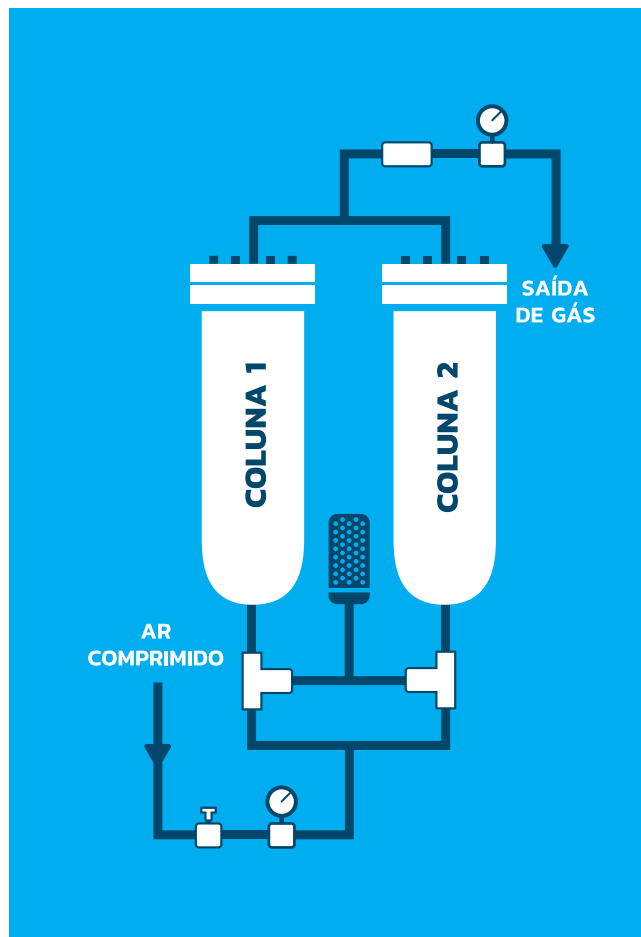 SAÍDA
DE GÁS
COLUNA 1
COLUNA 2
AR
COMPRIMIDO